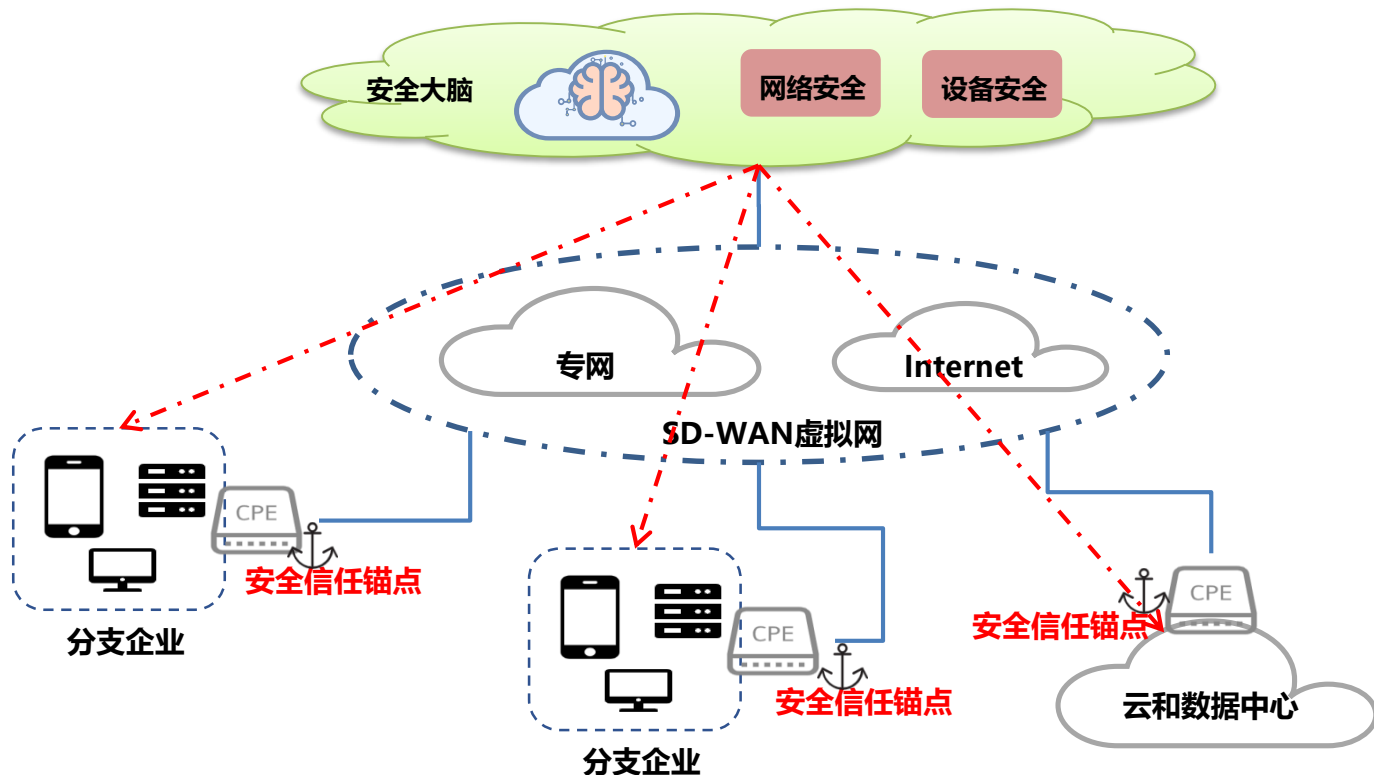 安全大脑
网络安全
设备安全
专网
Internet
SD-WAN虚拟网
CPE
安全信任锚点
分支企业
CPE
安全信任锚点
分支企业
CPE
安全信任锚点
云和数据中心